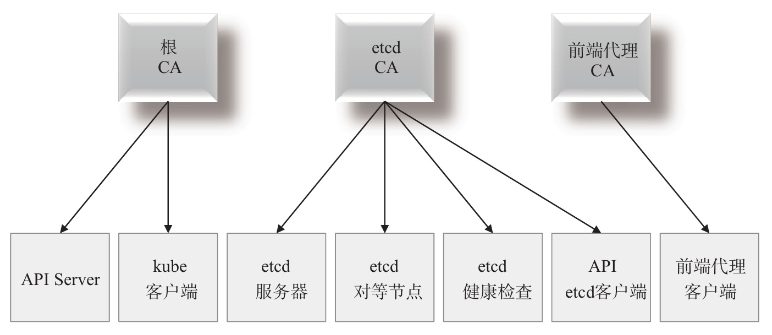 根
CA
etcd
CA
前端代理
CA
API Server
kube
客户端
etcd
服务器
etcd
对等节点
etcd
健康检查
API
etcd客户端
前端代理
客户端